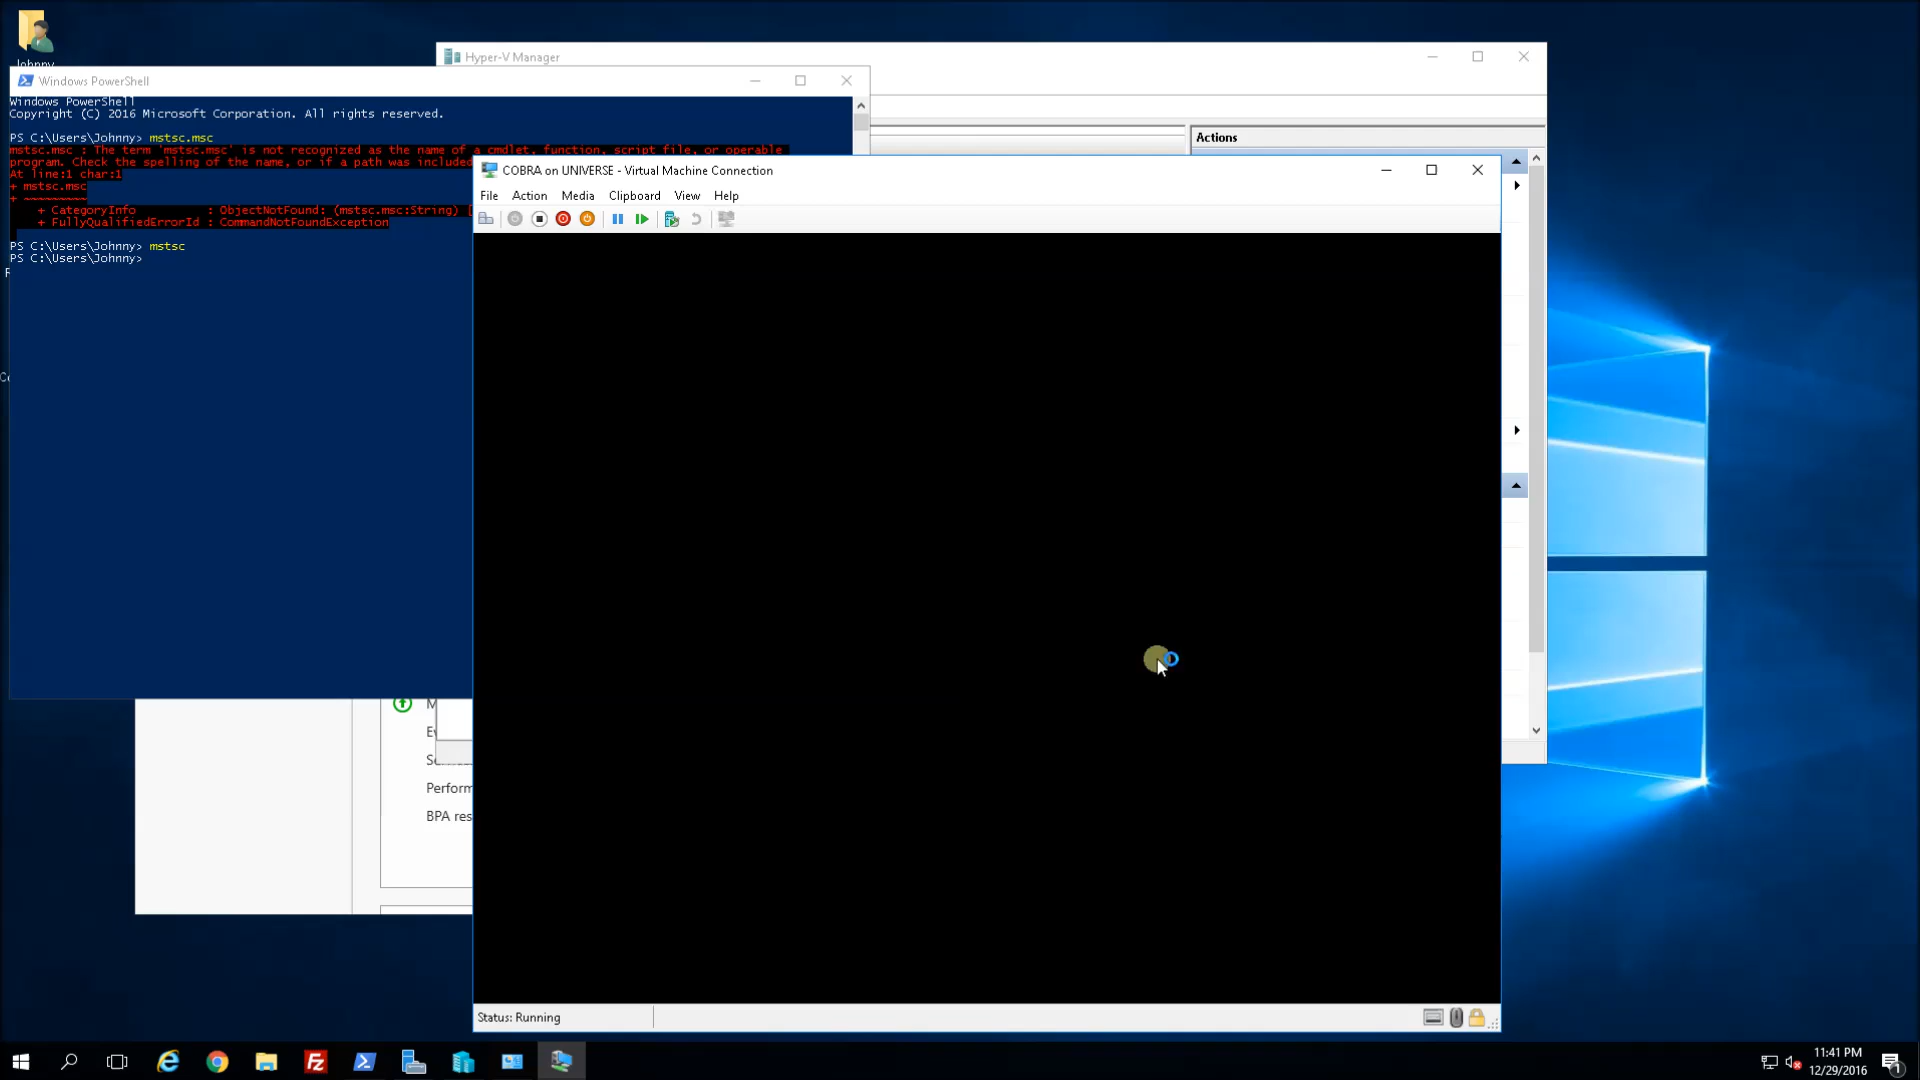 Johnny
Hyper-V Manager
Windows PowerShell
Windows PowerShell
Copyright (C) 2016 Microsoft Corporation. All rights reserved.
PS C:\Users\Johnny> mstsc.msc
mstsc.msc : The term 'mstsc.msc' is not recognized as the name of a cmdlet, function, script file, or operable
program. Check the spelling of the name, or if a path was included
At line:1 char:1
+ mstsc.msc
+ ~~~~~~~~~
+ CategoryInfo : ObjectNotFound: (mstsc.msc:String) [
+ FullyQualifiedErrorId : CommandNotFoundException
PS C:\Users\Johnny> mstsc
PS C:\Users\Johnny>
Actions
COBRA on UNIVERSE - Virtual Machine Connection
File Action Media Clipboard View Help
M
Ev
Perform
BPA res
Status: Running
11:41 PM
12/29/2016
1